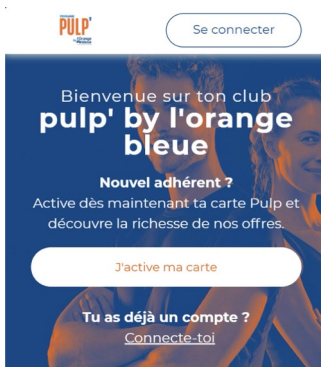 PULP'
Se connecter
Bienvenue sur ton club
pulp' by l'orange
bleue
Nouvel adhérent ?
Active dès maintenant ta carte Pulp et
découvre la richesse de nos offres.
J'active ma carte
Tu as déjà un compte ?
Connecte-toi